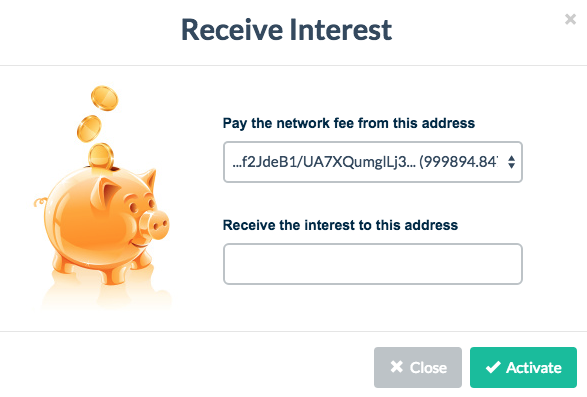 Receive Interest
Pay the network fee from this address
...f2JdeB1/UA7XQumglLj3... (999894.84
Receive the interest to this address
Close
Activate